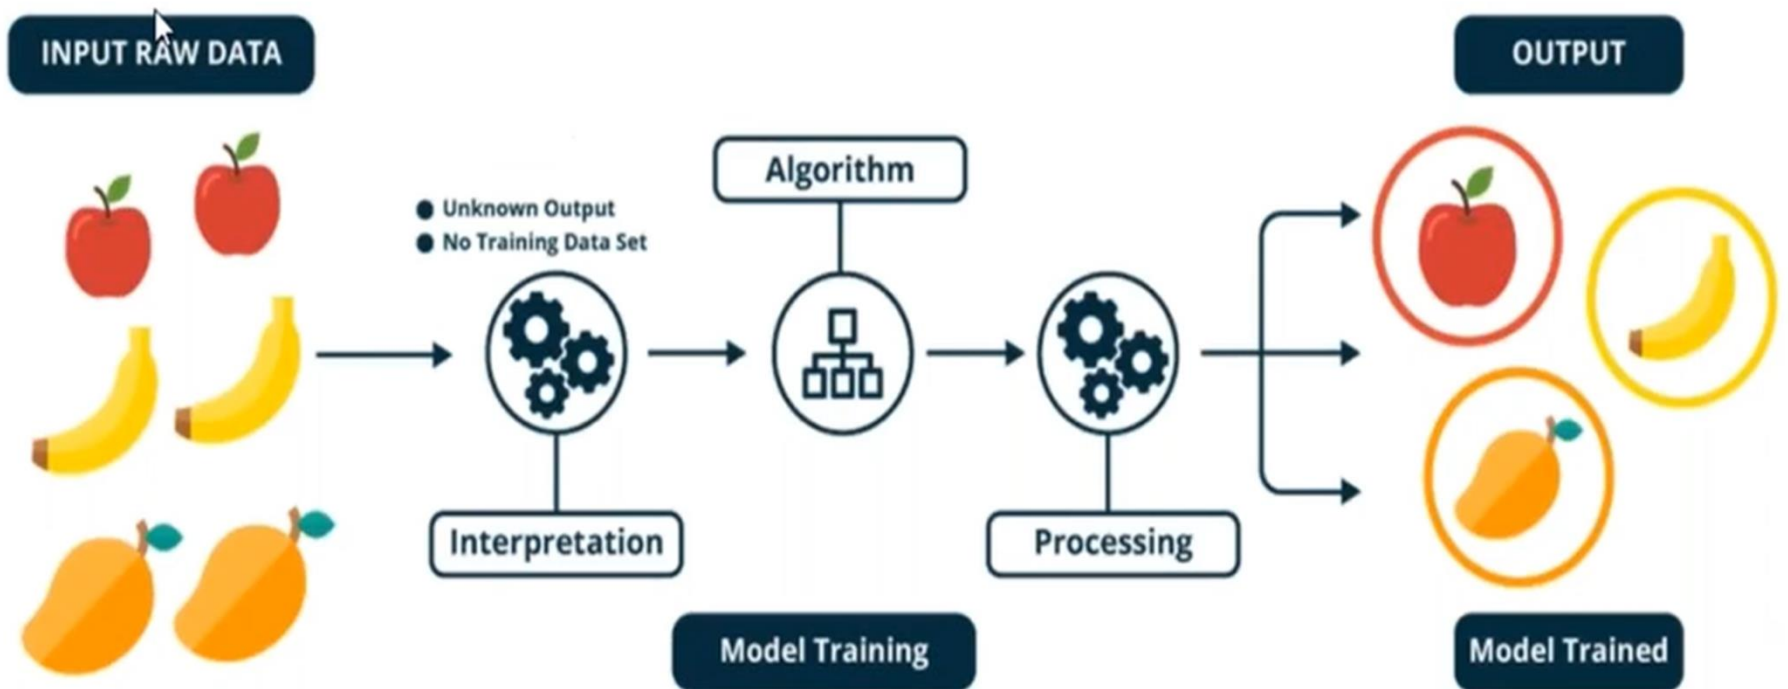 INPUT RAW DATA
OUTPUT
Algorithm
● Unknown Output
● No Training Data Set
Interpretation
Processing
Model Training
Model Trained